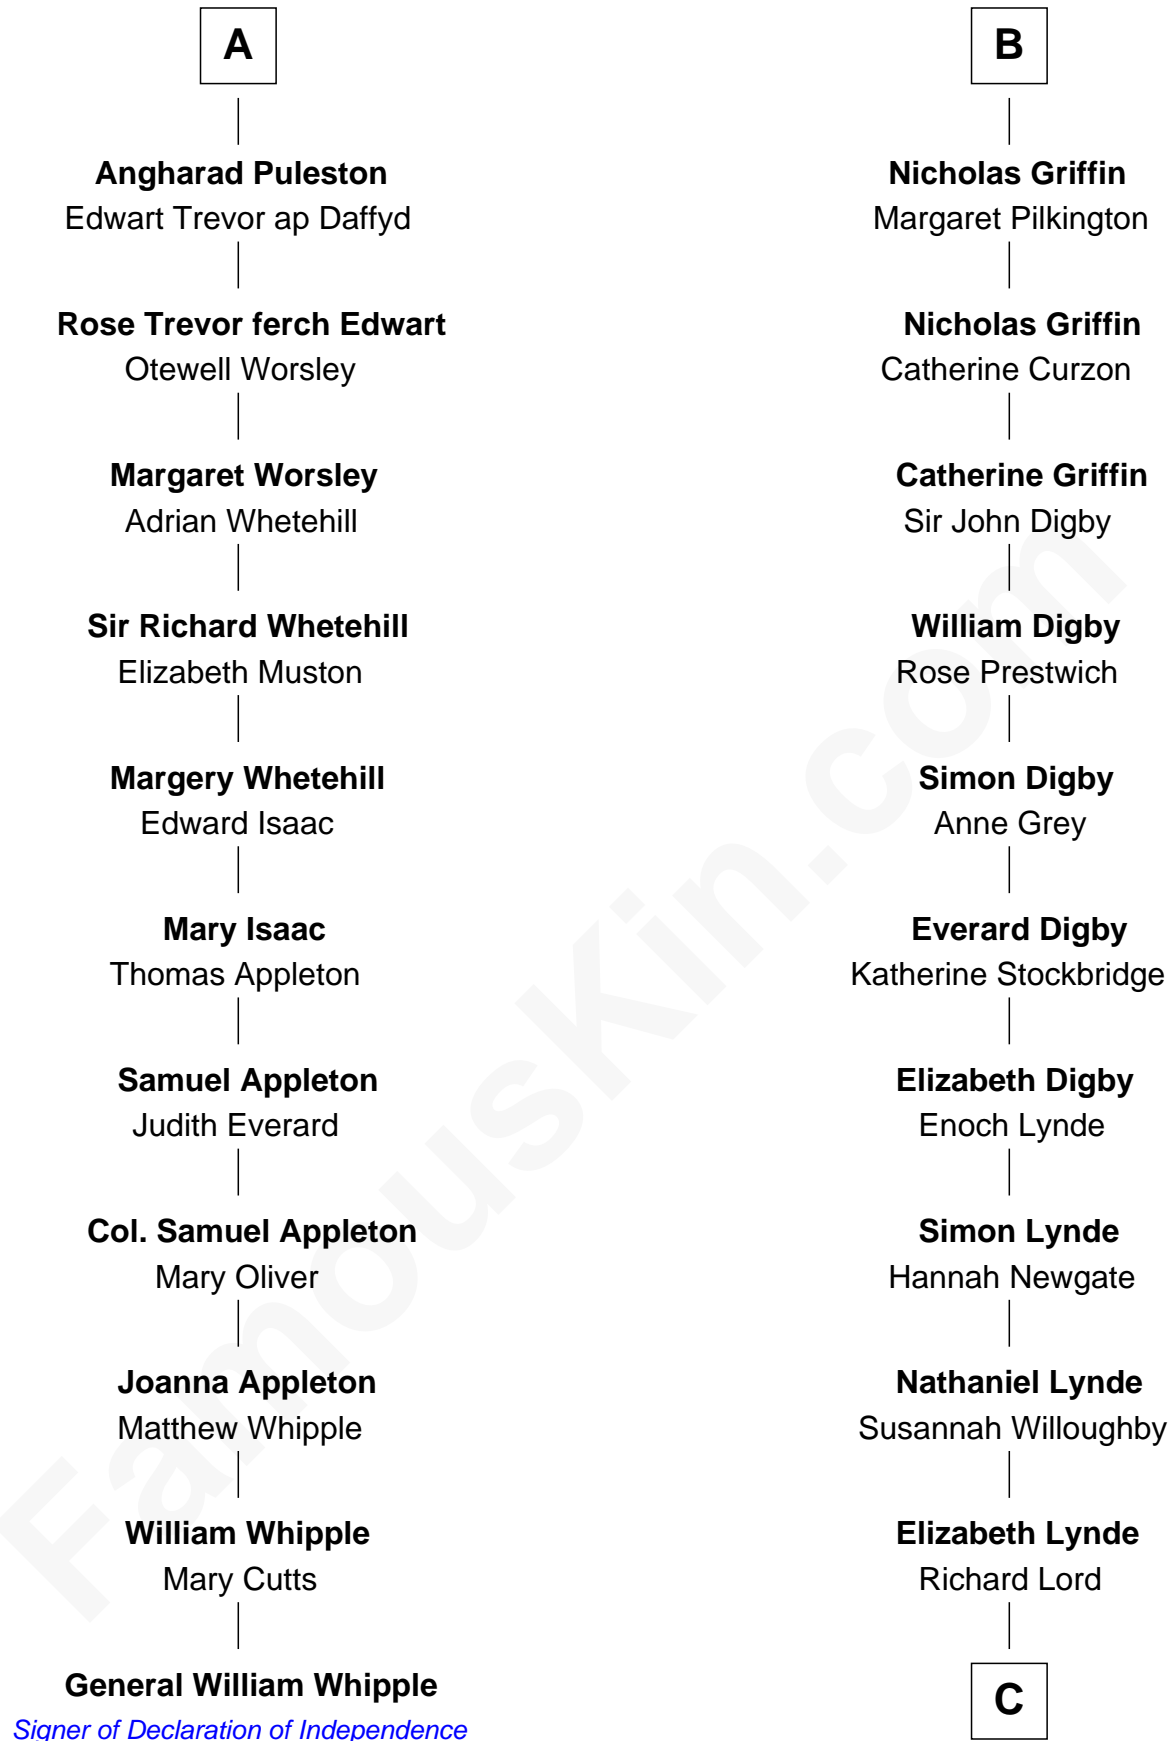 A
Angharad Puleston
Edwart Trevor ap Daffyd
Rose Trevor ferch Edwart
Otewell Worsley
Margaret Worsley
Adrian Whetehill
Sir Richard Whetehill
Elizabeth Muston
Margery Whetehill
Edward Isaac
Mary Isaac
Thomas Appleton
Samuel Appleton
Judith Everard
Col. Samuel Appleton
Mary Oliver
Joanna Appleton
Matthew Whipple
William Whipple
Mary Cutts
General William Whipple
Signer of Declaration of Independence
B
Nicholas Griffin
Margaret Pilkington
Nicholas Griffin
Catherine Curzon
Catherine Griffin
Sir John Digby
William Digby
Rose Prestwich
Simon Digby
Anne Grey
Everard Digby
Katherine Stockbridge
Elizabeth Digby
Enoch Lynde
Simon Lynde
Hannah Newgate
Nathaniel Lynde
Susannah Willoughby
Elizabeth Lynde
Richard Lord
C
FamousKin.com